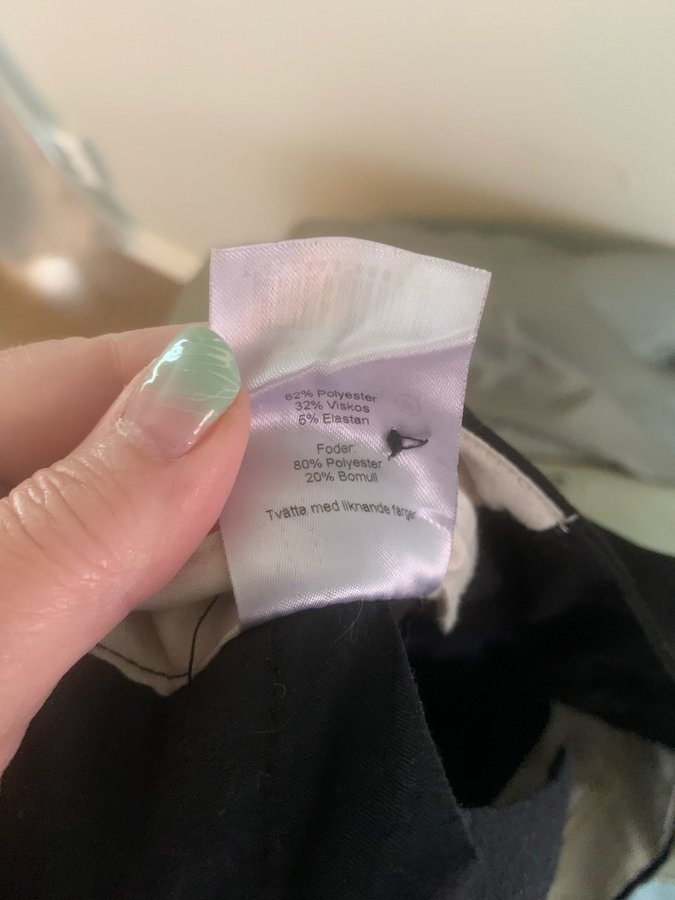 62% Polyester
32% Viskos
6% Elastan
Foder:
80% Polyester
20% Bomull
Tvätta med liknande färger